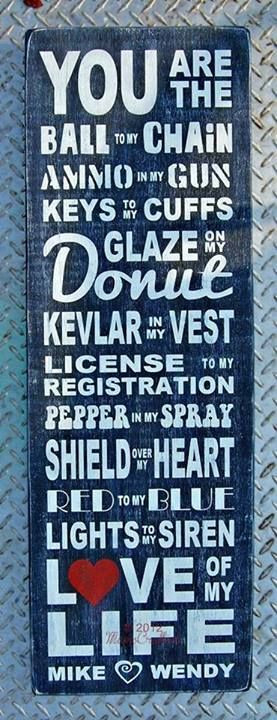 YOU ARE THE
BALL TO MY CHAiN
AMMO IN MY GUN
KEYS TO MY CUFFS
GLAZE ON MY
Donut
KEVLAR IN MY VEST
LICENSE TO MY
REGISTRATION
PEPPER IN MY SPRAY
SHIELD OVER MY HEART
RED TO MY BLUE
LIGHTS TO MY SIREN
LOVE OF MY
LIFE
© 2012
MIKE WENDY